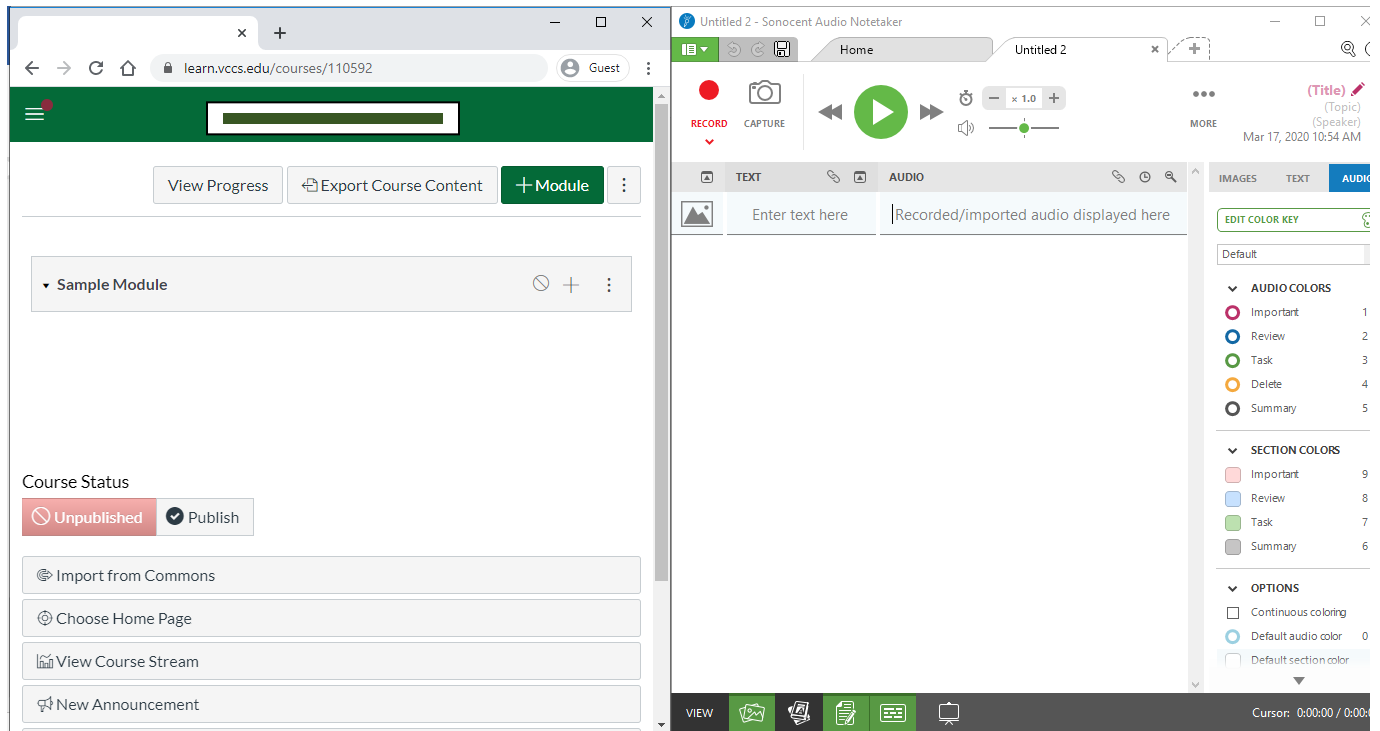 learn.vccs.edu/courses/110592
Guest
View Progress
Export Course Content
Module
Sample Module
Course Status
Unpublished
Publish
Import from Commons
Choose Home Page
View Course Stream
New Announcement
Untitled 2 - Sonocent Audio Notetaker
Home
Untitled 2
RECORD
CAPTURE
x 1.0
MORE
(Title)
(Topic)
(Speaker)
Mar 17, 2020 10:54 AM
TEXT
AUDIO
Enter text here
Recorded/imported audio displayed here
IMAGES TEXT AUDIO
EDIT COLOR KEY
Default
AUDIO COLORS
Important 1
Review 2
Task 3
Delete 4
Summary 5
SECTION COLORS
Important 9
Review 8
Task 7
Summary 6
OPTIONS
Continuous coloring
Default audio color 0
Default section color
VIEW
Cursor: 0:00:00 / 0:00:0